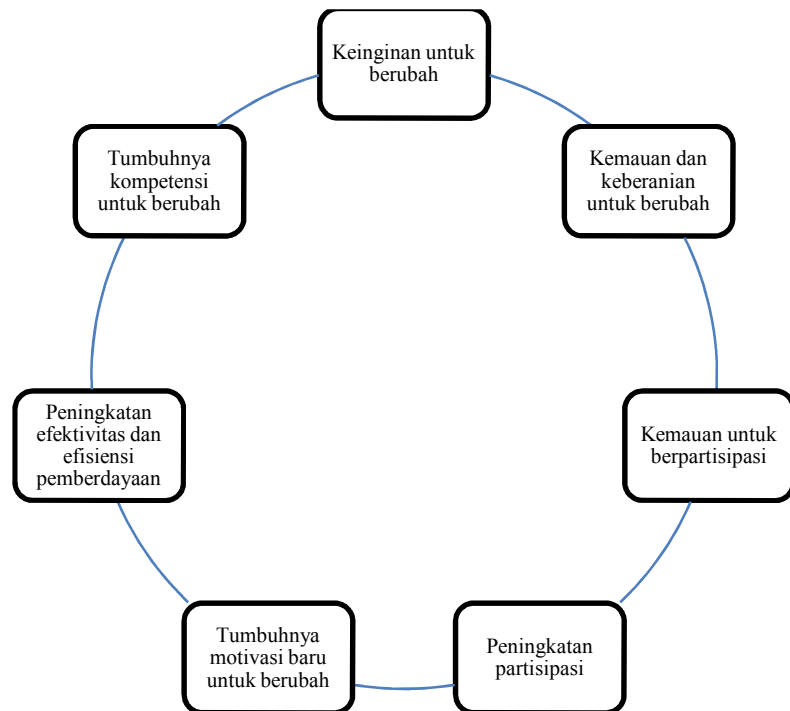 Keinginan untuk
berubah
Kemauan dan
keberanian
untuk berubah
Kemauan untuk
berpartisipasi
Peningkatan
partisipasi
Tumbuhnya
motivasi baru
untuk berubah
Peningkatan
efektivitas dan
efisiensi
pemberdayaan
Tumbuhnya
kompetensi
untuk berubah